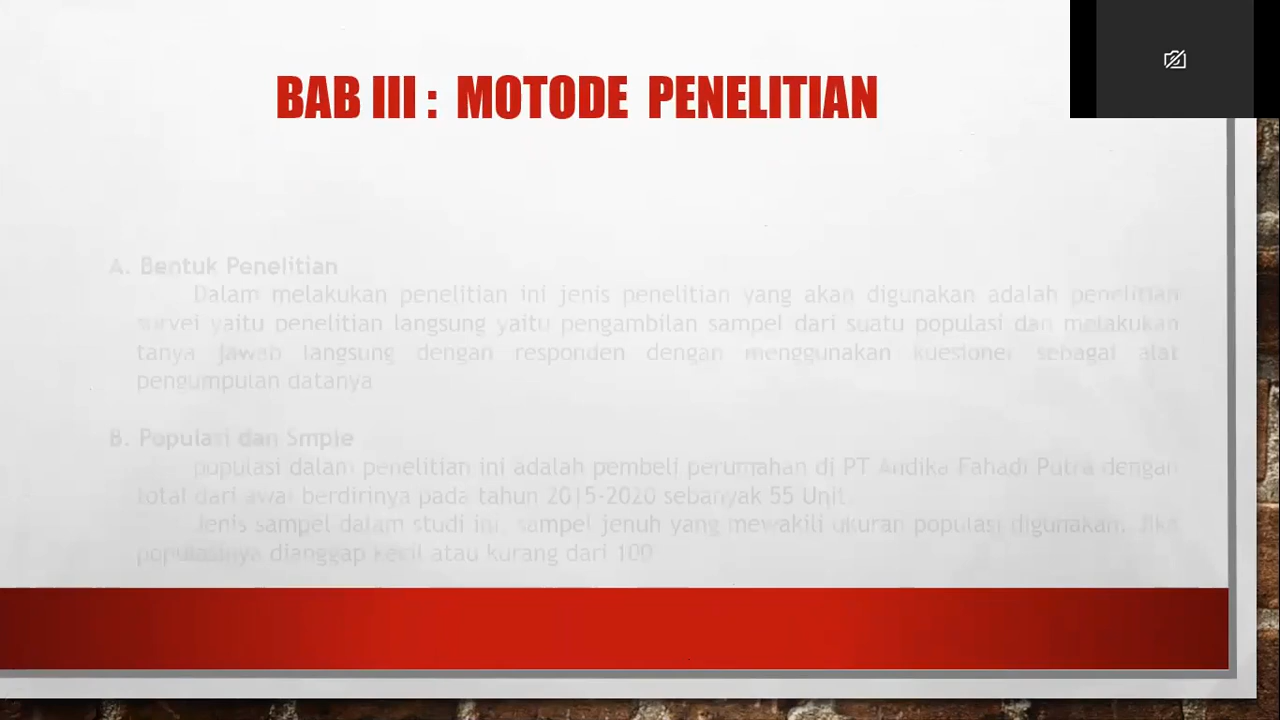 BAB III : MOTODE PENELITIAN
A. Bentuk Penelitian
Dalam melakukan penelitian ini jenis penelitian yang akan digunakan adalah penelitian
survei yaitu penelitian langsung yaitu pengambilan sampel dari suatu populasi dan melakukan
tanya jawab langsung dengan responden dengan menggunakan kuesioner sebagai alat
pengumpulan datanya
B. Populasi dan Smple
populasi dalam penelitian ini adalah pembeli perumahan di PT Andika Fahadi Putra dengan
total dari awal berdirinya pada tahun 2015-2020 sebanyak 55 Unit.
Jenis sampel dalam studi ini, sampel jenuh yang mewakili ukuran populasi digunakan. Jika
populasinya dianggap kecil atau kurang dari 100